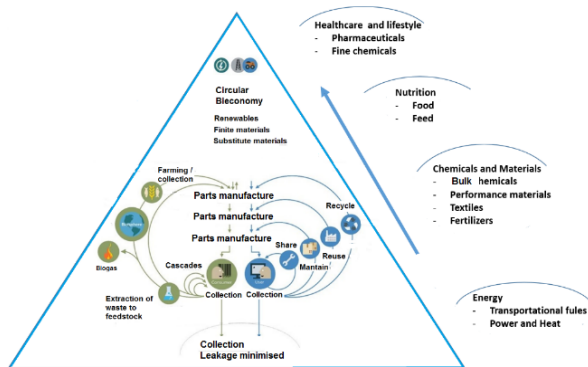 Healthcare and lifestyle
- Pharmaceuticals
- Fine chemicals
Nutrition
- Food
- Feed
Chemicals and Materials
- Bulk hemicals
- Performance materials
- Textiles
- Fertilizers
Energy
- Transportational fules
- Power and Heat
Circular
Bieconomy
Renewables
Finite materials
Substitute materials
Farming /
collection
Parts manufacture
Parts manufacture
Parts manufacture
Recycle
Share
Reuse
Mantain
Biogas
Cascades
Extraction of
waste to
feedstock
Collection
Collection
Collection
Leakage minimised